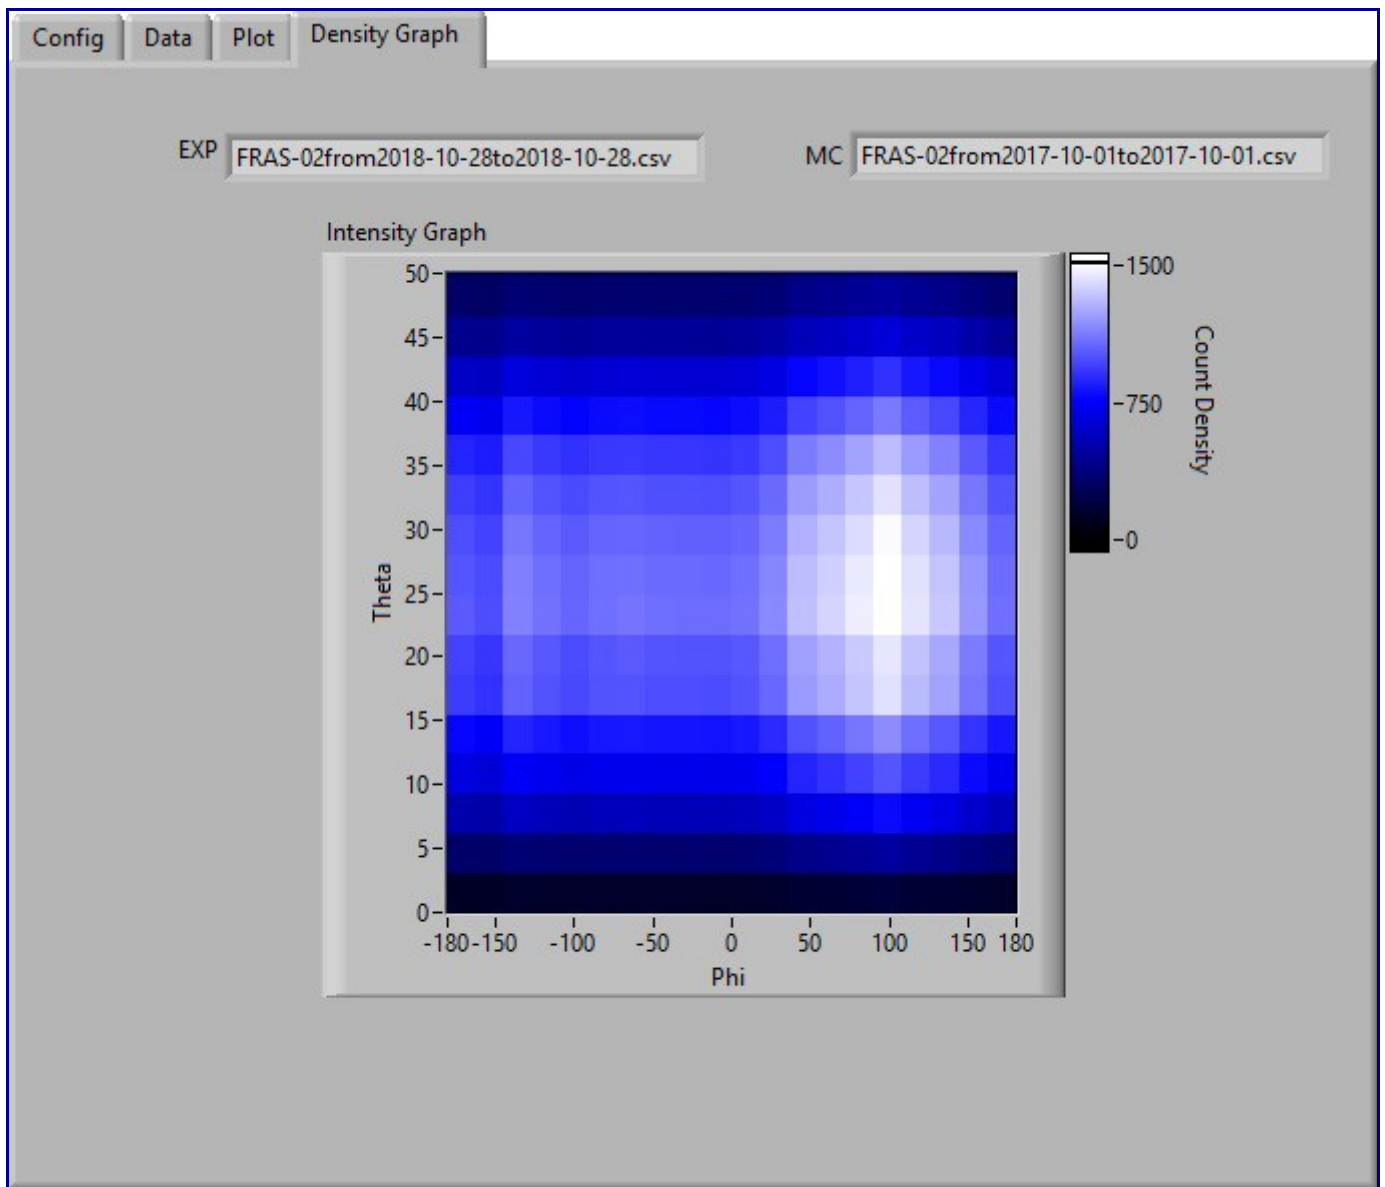 Config Data Plot Density Graph
EXP FRAS-02from2018-10-28to2018-10-28.csv MC FRAS-02from2017-10-01to2017-10-01.csv
Intensity Graph
50
45
40
35
30
25
20
15
10
5
0
Theta
-180 -150 -100 -50 0 50 100 150 180
Phi
1500
750
0
Count Density